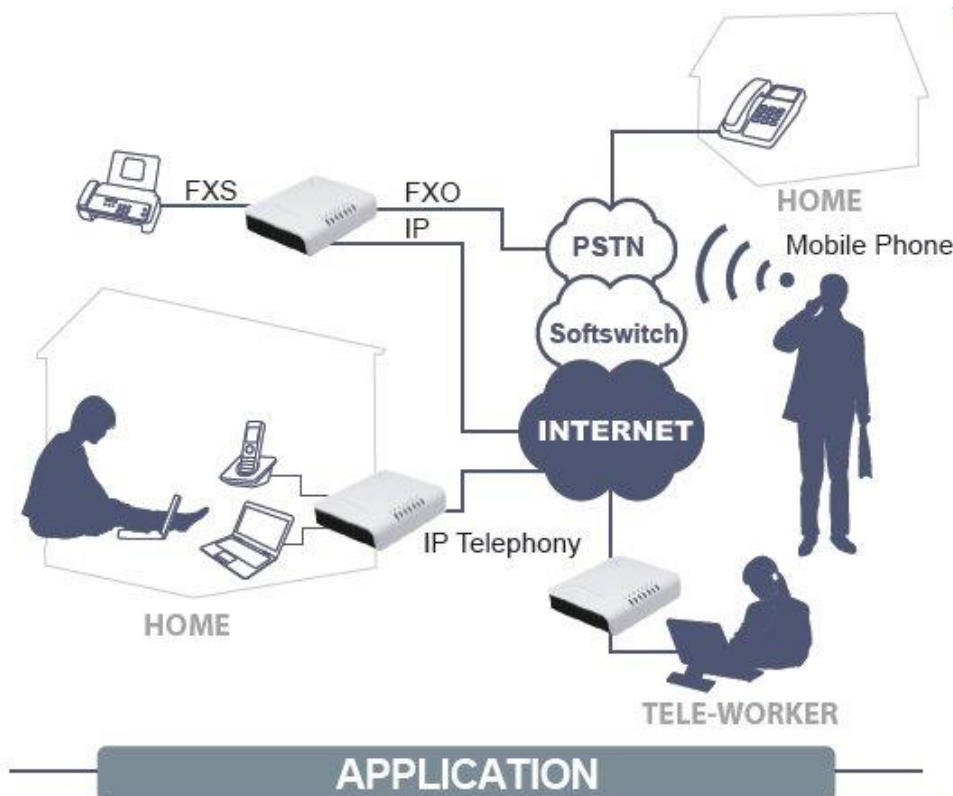 HOME
FXS
FXO
IP
PSTN
Mobile Phone
Softswitch
INTERNET
IP Telephony
HOME
TELE-WORKER
APPLICATION